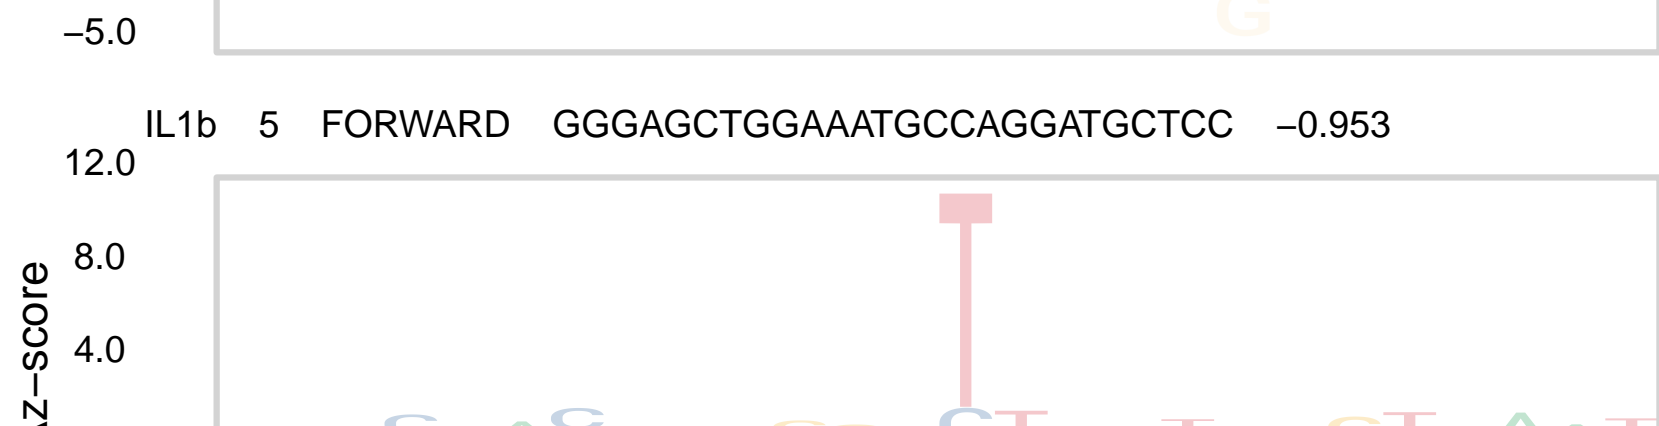 –5.0
G
IL1b 5 FORWARD GGGAGCTGGAAATGCCAGGATGCTCC –0.953
12.0
T
8.0
z–score
4.0
C T